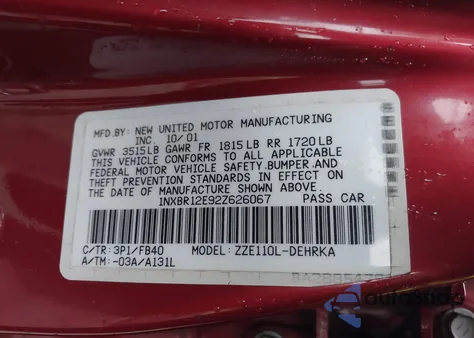 MFD.BY: NEW UNITED MOTOR MANUFACTURING
INC. 10/01
GVWR 3515LB GAWR FR 1815LB RR 1720LB
THIS VEHICLE CONFORMS TO ALL APPLICABLE
FEDERAL MOTOR VEHICLE SAFETY,BUMPER,AND
THEFT PREVENTION STANDARDS IN EFFECT ON
THE DATE OF MANUFACTURE SHOWN ABOVE.
1NXBR12E92Z626067 PASS CAR
C/TR: 3P1/FB40 MODEL: ZZE110L-DEHRKA
A/TM: -03A/A131L